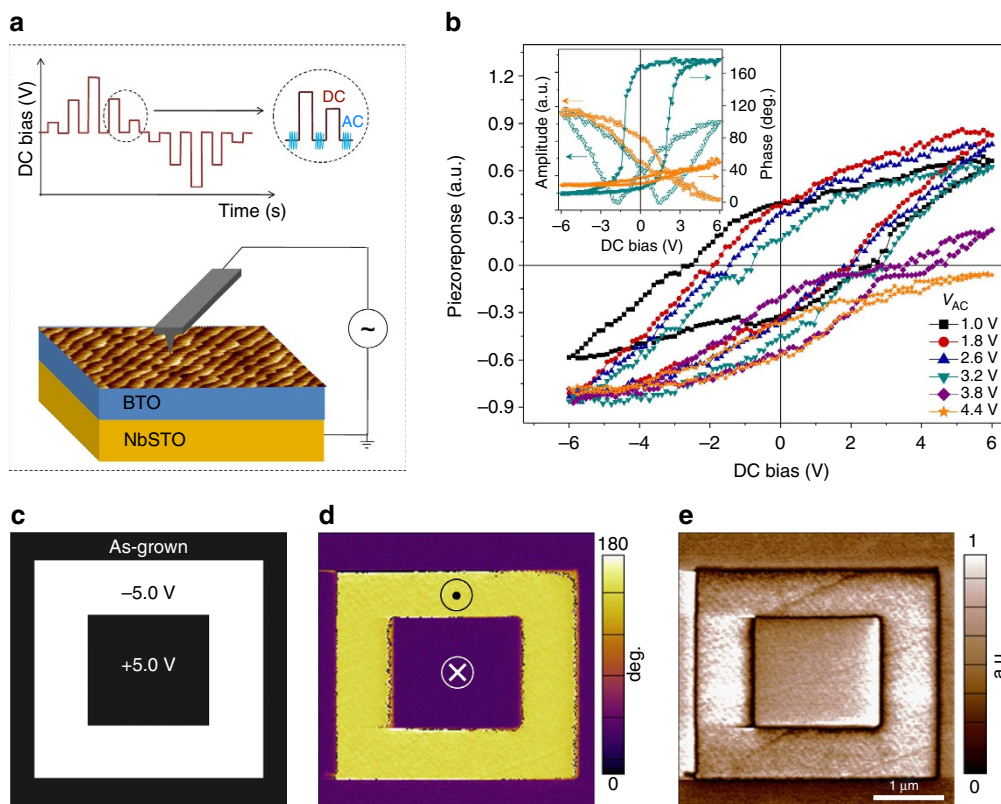 a
DC bias (V)
DC
AC
Time (s)
~
BTO
NbSTO
b
Piezoreponse (a.u.)
1.2
0.9
0.6
0.3
0.0
–0.3
–0.6
–0.9
–6
–4
–2
0
2
4
6
DC bias (V)
Amplitude (a.u.)
Phase (deg.)
160
120
80
40
0
–6
–3
0
3
6
DC bias (V)
VAC
1.0 V
1.8 V
2.6 V
3.2 V
3.8 V
4.4 V
c
As-grown
–5.0 V
+5.0 V
d
180
deg.
0
e
1
a.u.
0
1 μm